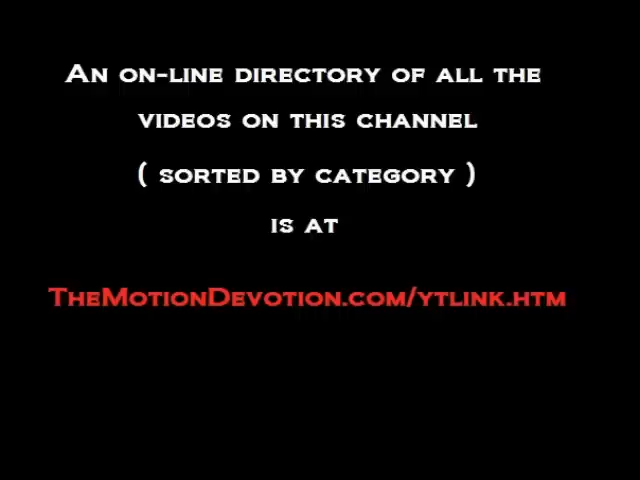 An on-line directory of all the
videos on this channel
( sorted by category )
is at
TheMotionDevotion.com/ytlink.htm